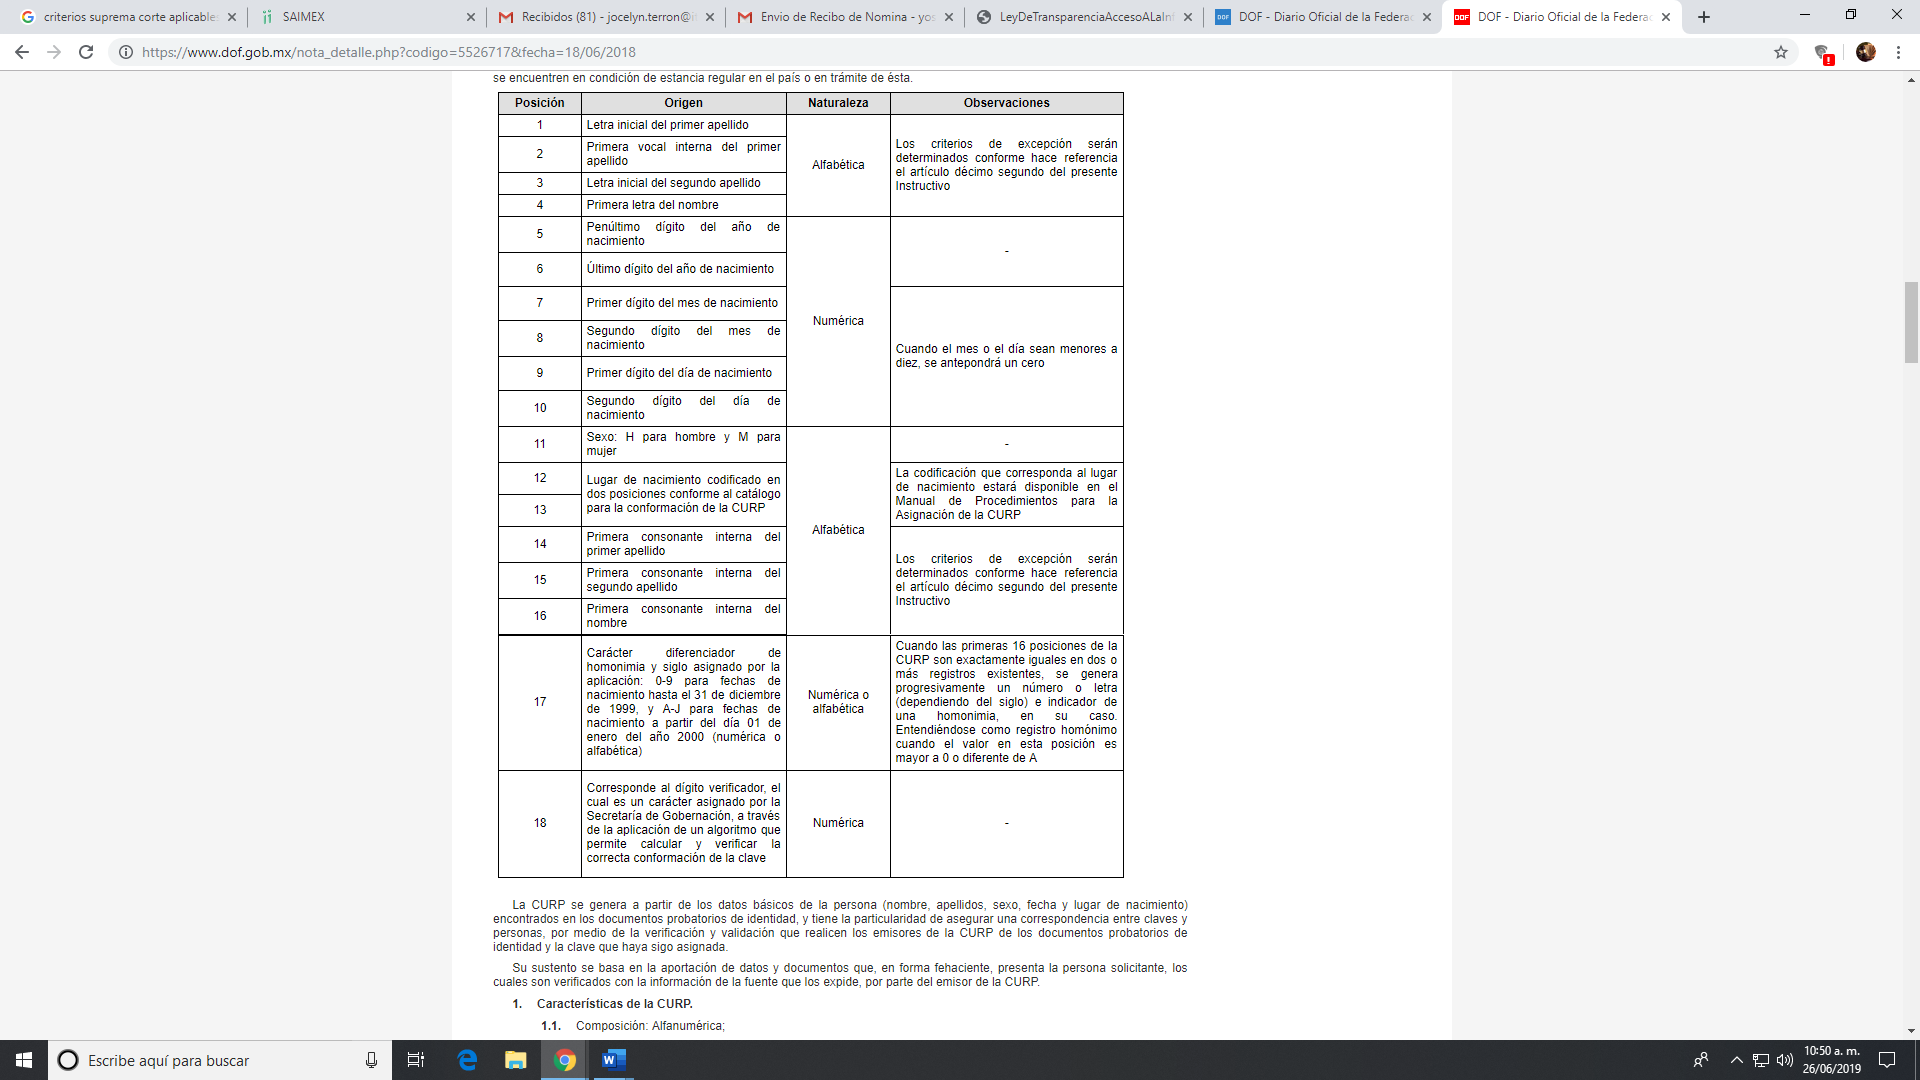 criterios suprema corte aplicable
SAIMEX
Recibidos (81) - jocelyn.terron@i
Envio de Recibo de Nomina - yos
LeyDeTransparenciaAccesoALaInf
DOF - Diario Oficial de la Federac
DOF - Diario Oficial de la Federac
https://www.dof.gob.mx/nota_detalle.php?codigo=5526717&fecha=18/06/2018
se encuentren en condición de estancia regular en el país o en trámite de ésta.
Posición Origen Naturaleza Observaciones
1 Letra inicial del primer apellido
2 Primera vocal interna del primer
apellido
3 Letra inicial del segundo apellido
4 Primera letra del nombre
Alfabética
Los criterios de excepción serán
determinados conforme hace referencia
el artículo décimo segundo del presente
Instructivo
5 Penúltimo dígito del año de
nacimiento
6 Último dígito del año de nacimiento
-
7 Primer dígito del mes de nacimiento
8 Segundo dígito del mes de
nacimiento
9 Primer dígito del día de nacimiento
10 Segundo dígito del día de
nacimiento
Numérica
Cuando el mes o el día sean menores a
diez, se antepondrá un cero
11 Sexo: H para hombre y M para
mujer
-
12
13
Lugar de nacimiento codificado en
dos posiciones conforme al catálogo
para la conformación de la CURP
La codificación que corresponda al lugar
de nacimiento estará disponible en el
Manual de Procedimientos para la
Asignación de la CURP
Alfabética
14 Primera consonante interna del
primer apellido
15 Primera consonante interna del
segundo apellido
16 Primera consonante interna del
nombre
Los criterios de excepción serán
determinados conforme hace referencia
el artículo décimo segundo del presente
Instructivo
17
Carácter diferenciador de
homonimia y siglo asignado por la
aplicación: 0-9 para fechas de
nacimiento hasta el 31 de diciembre
de 1999, y A-J para fechas de
nacimiento a partir del día 01 de
enero del año 2000 (numérica o
alfabética)
Numérica o
alfabética
Cuando las primeras 16 posiciones de la
CURP son exactamente iguales en dos o
más registros existentes, se genera
progresivamente un número o letra
(dependiendo del siglo) e indicador de
una homonimia, en su caso.
Entendiéndose como registro homónimo
cuando el valor en esta posición es
mayor a 0 o diferente de A
18
Corresponde al dígito verificador, el
cual es un carácter asignado por la
Secretaría de Gobernación, a través
de la aplicación de un algoritmo que
permite calcular y verificar la
correcta conformación de la clave
Numérica
-
La CURP se genera a partir de los datos básicos de la persona (nombre, apellidos, sexo, fecha y lugar de nacimiento)
encontrados en los documentos probatorios de identidad, y tiene la particularidad de asegurar una correspondencia entre claves y
personas, por medio de la verificación y validación que realicen los emisores de la CURP de los documentos probatorios de
identidad y la clave que haya sigo asignada.
Su sustento se basa en la aportación de datos y documentos que, en forma fehaciente, presenta la persona solicitante, los
cuales son verificados con la información de la fuente que los expide, por parte del emisor de la CURP.
1. Características de la CURP.
1.1. Composición: Alfanumérica;
Escribe aquí para buscar
10:50 a. m.
26/06/2019